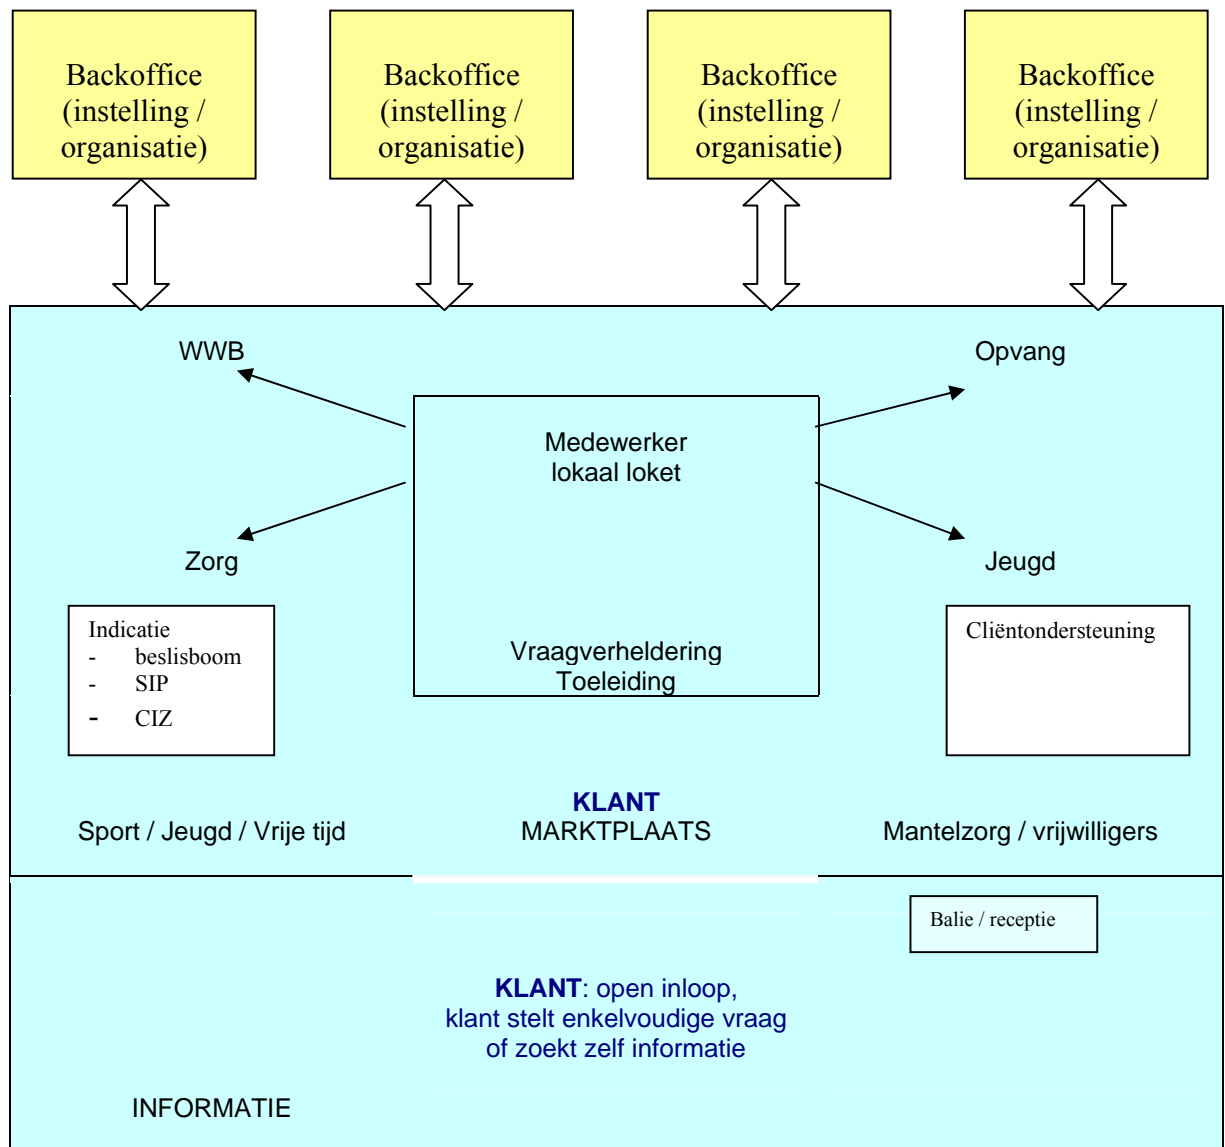 Backoffice
(instelling /
organisatie)
Backoffice
(instelling /
organisatie)
Backoffice
(instelling /
organisatie)
Backoffice
(instelling /
organisatie)
WWB
Opvang
Medewerker
lokaal loket
Zorg
Jeugd
Indicatie
- beslisboom
- SIP
- CIZ
Vraagverheldering
Toeleiding
Cliëntondersteuning
KLANT
MARKTPLAATS
Sport / Jeugd / Vrije tijd
Mantelzorg / vrijwilligers
Balie / receptie
KLANT: open inloop,
klant stelt enkelvoudige vraag
of zoekt zelf informatie
INFORMATIE